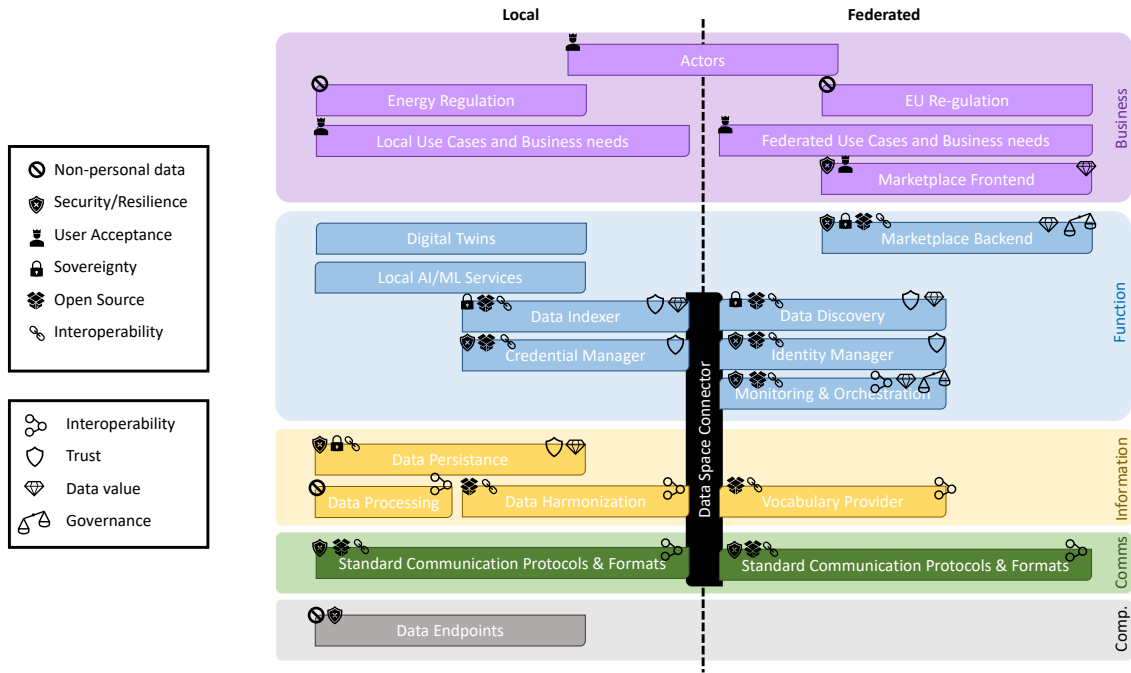 Local
Federated
Actors
Energy Regulation
EU Re-gulation
Local Use Cases and Business needs
Federated Use Cases and Business needs
Marketplace Frontend
Business
Non-personal data
Security/Resilience
User Acceptance
Sovereignty
Open Source
Interoperability
Interoperability
Trust
Data value
Governance
Digital Twins
Marketplace Backend
Local AI/ML Services
Data Indexer
Data Discovery
Credential Manager
Identity Manager
Monitoring & Orchestration
Function
Data Space Connector
Data Persistance
Data Processing
Data Harmonization
Vocabulary Provider
Information
Standard Communication Protocols & Formats
Standard Communication Protocols & Formats
Comms
Data Endpoints
Comp.